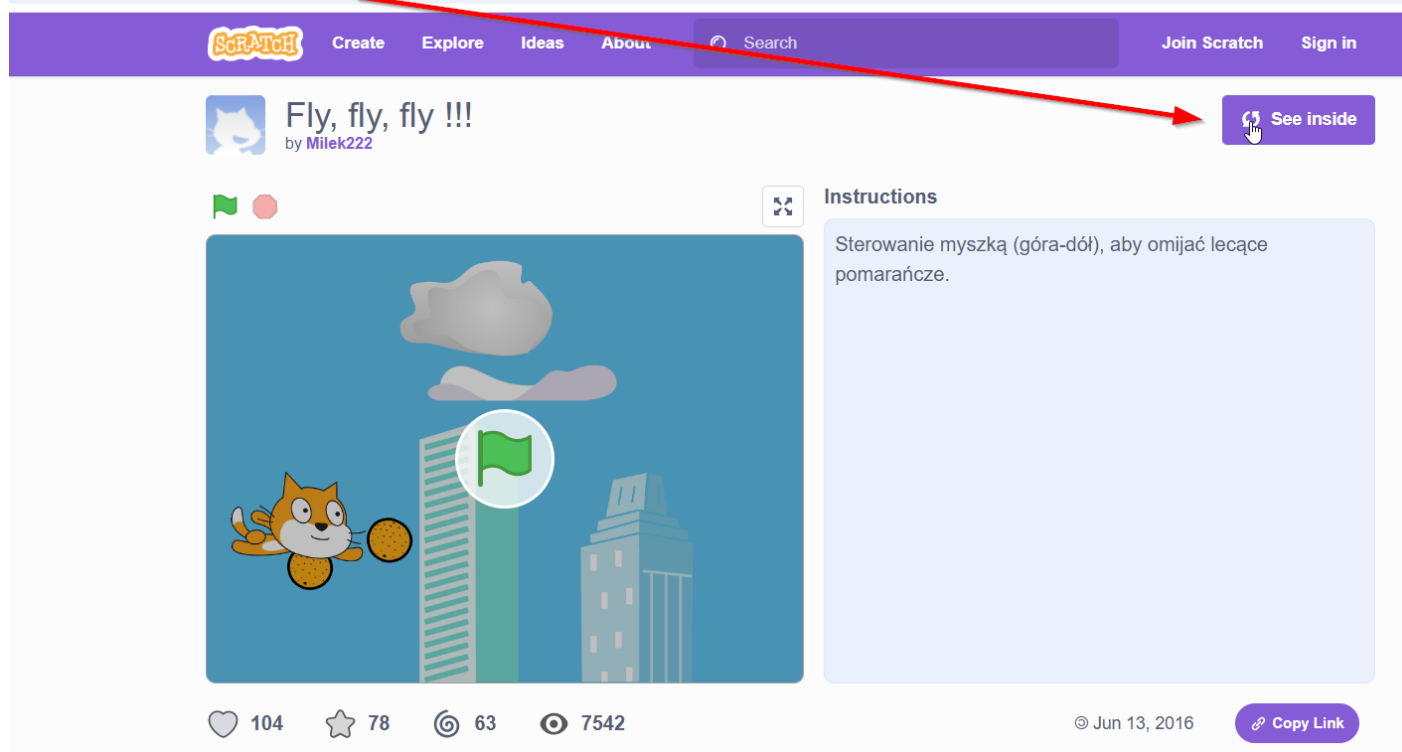 SCRATCH Create Explore Ideas About Search Join Scratch Sign in
Fly, fly, fly !!!
by Milek222
See inside
Instructions
Sterowanie myszką (góra-dół), aby omijać lecące
pomarańcze.
104 78 63 7542
© Jun 13, 2016
Copy Link